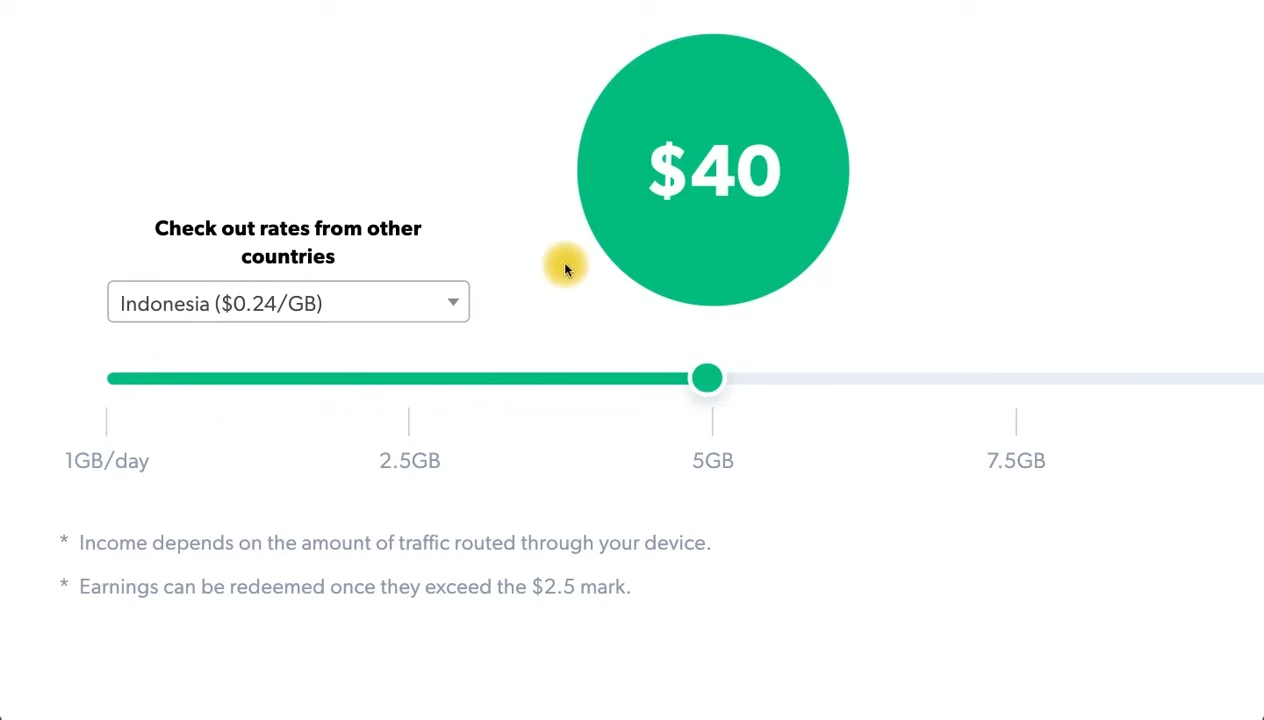 $40
Check out rates from other
countries
Indonesia ($0.24/GB)
1GB/day
2.5GB
5GB
7.5GB
* Income depends on the amount of traffic routed through your device.
* Earnings can be redeemed once they exceed the $2.5 mark.